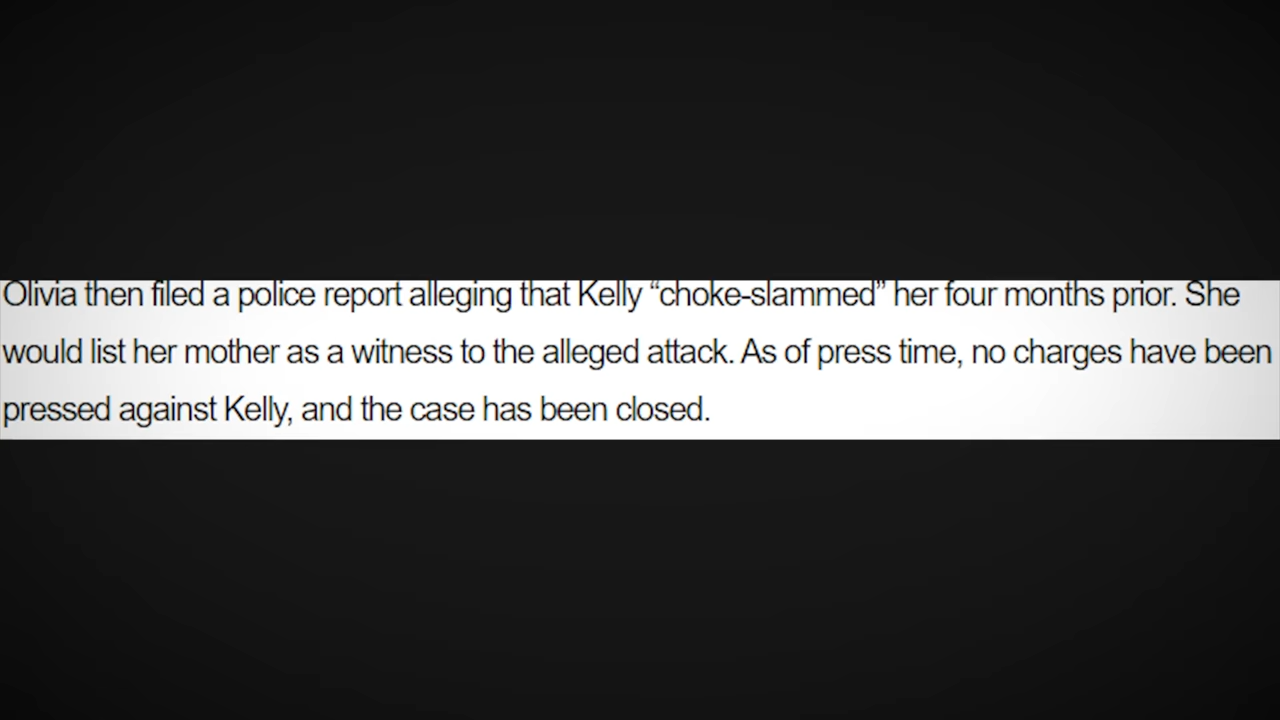 Olivia then filed a police report alleging that Kelly “choke-slammed” her four months prior. She
would list her mother as a witness to the alleged attack. As of press time, no charges have been
pressed against Kelly, and the case has been closed.